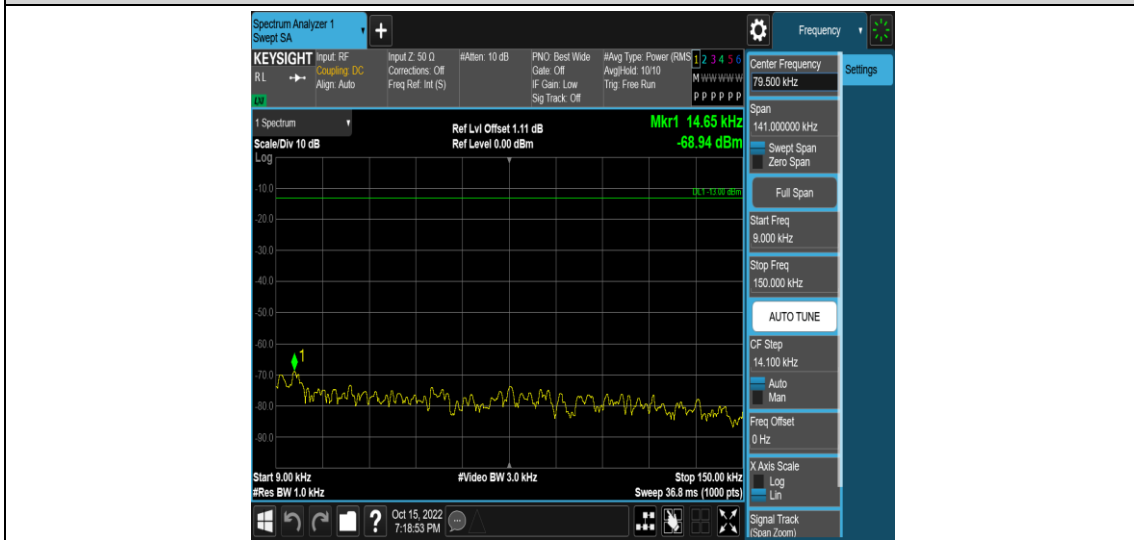 Spectrum Analyzer 1
Swept SA
Frequency
KEYSIGHT
RL
Input: RF
Coupling: DC
Align: Auto
Input Z: 50 Ω
Corrections: Off
Freq Ref: Int (S)
#Atten: 10 dB
PNO: Best Wide
Gate: Off
IF Gain: Low
Sig Track: Off
#Avg Type: Power (RMS
Avg|Hold: 10/10
Trig: Free Run
1 2 3 4 5 6
M W W W W W
P P P P P P
1 Spectrum
Scale/Div 10 dB
Log
Ref Lvl Offset 1.11 dB
Ref Level 0.00 dBm
Mkr1 14.65 kHz
-68.94 dBm
DL1 -13.00 dBm
-10.0
-20.0
-30.0
-40.0
-50.0
-60.0
-70.0
-80.0
-90.0
1
Start 9.00 kHz
#Res BW 1.0 kHz
#Video BW 3.0 kHz
Stop 150.00 kHz
Sweep 36.8 ms (1000 pts)
Center Frequency
79.500 kHz
Settings
Span
141.000000 kHz
Swept Span
Zero Span
Full Span
Start Freq
9.000 kHz
Stop Freq
150.000 kHz
AUTO TUNE
CF Step
14.100 kHz
Auto
Man
Freq Offset
0 Hz
X Axis Scale
Log
Lin
Signal Track
(Span Zoom)
?
Oct 15, 2022
7:18:53 PM